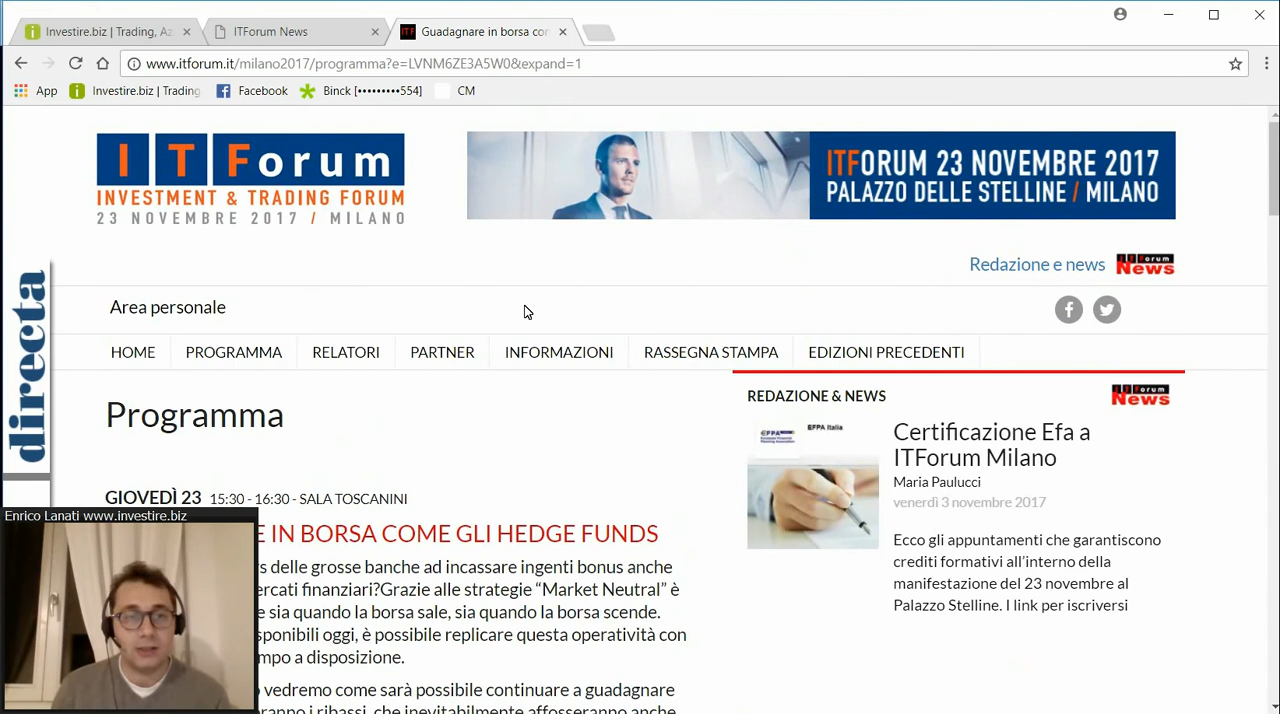 Investire.biz | Trading, Az
ITForum News
Guadagnare in borsa cor
www.itforum.it/milano2017/programma?e=LVNM6ZE3A5W0&expand=1
App
Investire.biz | Trading
Facebook
Binck [•••••••••554]
CM
ITForum
INVESTMENT & TRADING FORUM
23 NOVEMBRE 2017 / MILANO
ITFORUM 23 NOVEMBRE 2017
PALAZZO DELLE STELLINE / MILANO
Redazione e news
ITForum
News
directa
Area personale
HOME
PROGRAMMA
RELATORI
PARTNER
INFORMAZIONI
RASSEGNA STAMPA
EDIZIONI PRECEDENTI
Programma
GIOVEDÌ 23 15:30 - 16:30 - SALA TOSCANINI
E IN BORSA COME GLI HEDGE FUNDS
s delle grosse banche ad incassare ingenti bonus anche
ercati finanziari?Grazie alle strategie “Market Neutral” è
e sia quando la borsa sale, sia quando la borsa scende.
sponibili oggi, è possibile replicare questa operatività con
mpo a disposizione.
o vedremo come sarà possibile continuare a guadagnare
eranno i ribassi, che inevitabilmente affosseranno anche
Enrico Lanati www.investire.biz
REDAZIONE & NEWS
ITForum
News
EFPA
EFPA Italia
Certificazione Efa a
ITForum Milano
Maria Paulucci
venerdì 3 novembre 2017
Ecco gli appuntamenti che garantiscono
crediti formativi all’interno della
manifestazione del 23 novembre al
Palazzo Stelline. I link per iscriversi